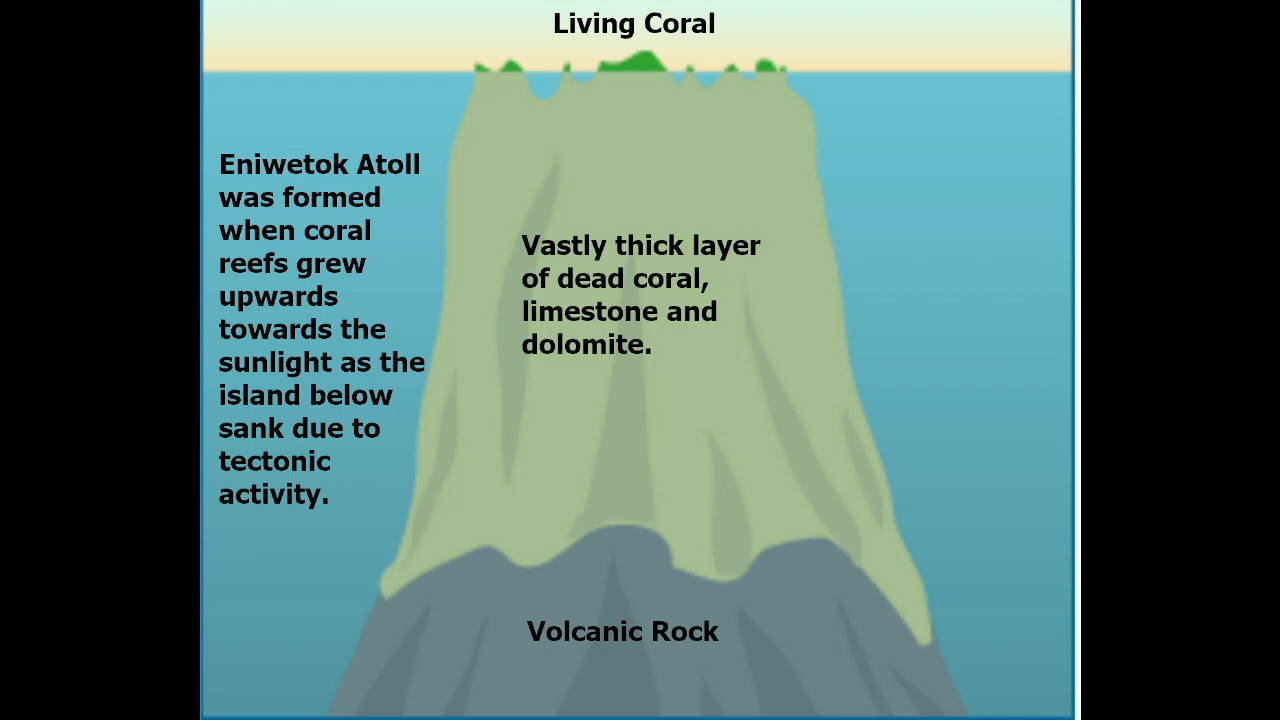 Living Coral
Eniwetok Atoll
was formed
when coral
reefs grew
upwards
towards the
sunlight as the
island below
sank due to
tectonic
activity.
Vastly thick layer
of dead coral,
limestone and
dolomite.
Volcanic Rock